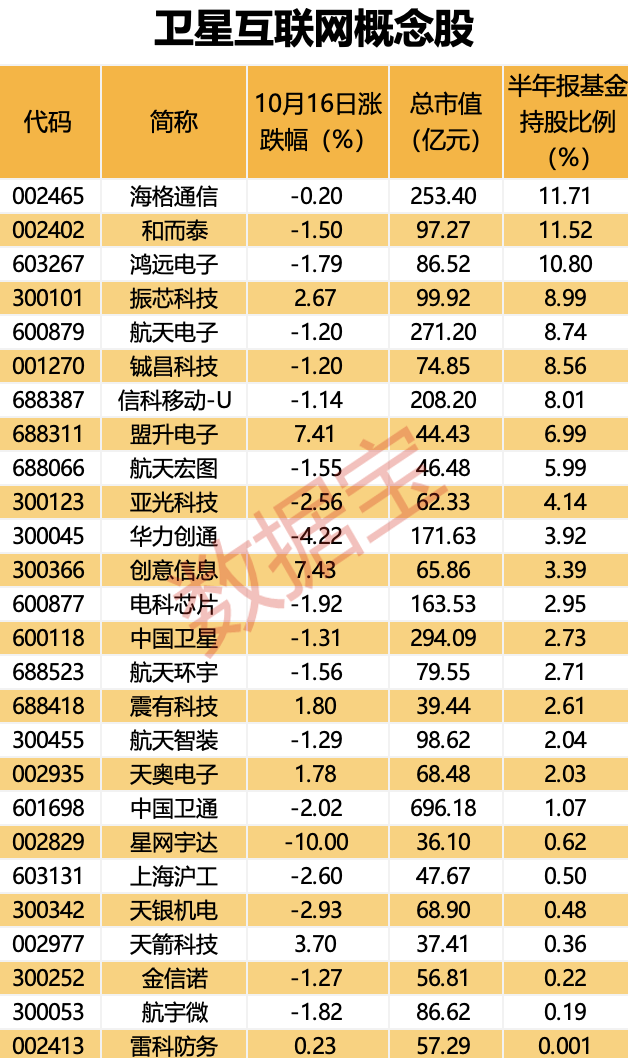 卫星互联网概念股
代码 简称 10月16日涨跌幅（%） 总市值（亿元） 半年报基金持股比例（%）
002465 海格通信 -0.20 253.40 11.71
002402 和而泰 -1.50 97.27 11.52
603267 鸿远电子 -1.79 86.52 10.80
300101 振芯科技 2.67 99.92 8.99
600879 航天电子 -1.20 271.20 8.74
001270 铖昌科技 -1.20 74.85 8.56
688387 信科移动-U -1.14 208.20 8.01
688311 盟升电子 7.41 44.43 6.99
688066 航天宏图 -1.55 46.48 5.99
300123 亚光科技 -2.56 62.33 4.14
300045 华力创通 -4.22 171.63 3.92
300366 创意信息 7.43 65.86 3.39
600877 电科芯片 -1.92 163.53 2.95
600118 中国卫星 -1.31 294.09 2.73
688523 航天环宇 -1.56 79.55 2.71
688418 震有科技 1.80 39.44 2.61
300455 航天智装 -1.29 98.62 2.04
002935 天奥电子 1.78 68.48 2.03
601698 中国卫通 -2.02 696.18 1.07
002829 星网宇达 -10.00 36.10 0.62
603131 上海沪工 -2.60 47.67 0.50
300342 天银机电 -2.93 68.90 0.48
002977 天箭科技 3.70 37.41 0.36
300252 金信诺 -1.27 56.81 0.22
300053 航宇微 -1.82 86.62 0.19
002413 雷科防务 0.23 57.29 0.001
数据宝